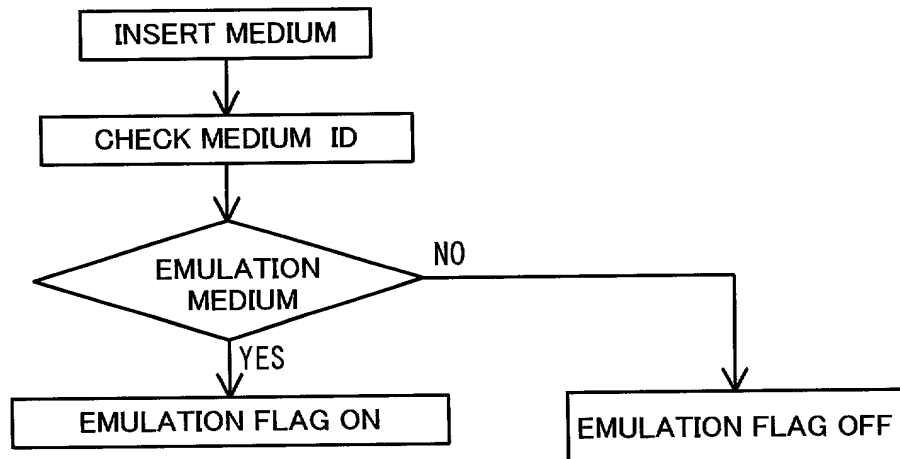 INSERT MEDIUM
CHECK MEDIUM ID
EMULATION
MEDIUM
NO
YES
EMULATION FLAG ON
EMULATION FLAG OFF